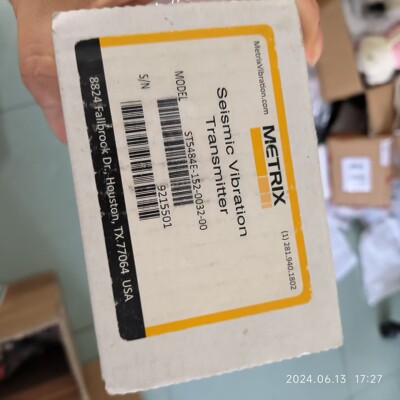 MetrixVibration.com
(1) 281.940.1802
METRIX
Seismic Vibration
Transmitter
MODEL
ST5484E-152-0032-00
S/N
9215501
8824 Fallbrook Dr., Houston, TX 77064 USA
2024.06.13 17:27